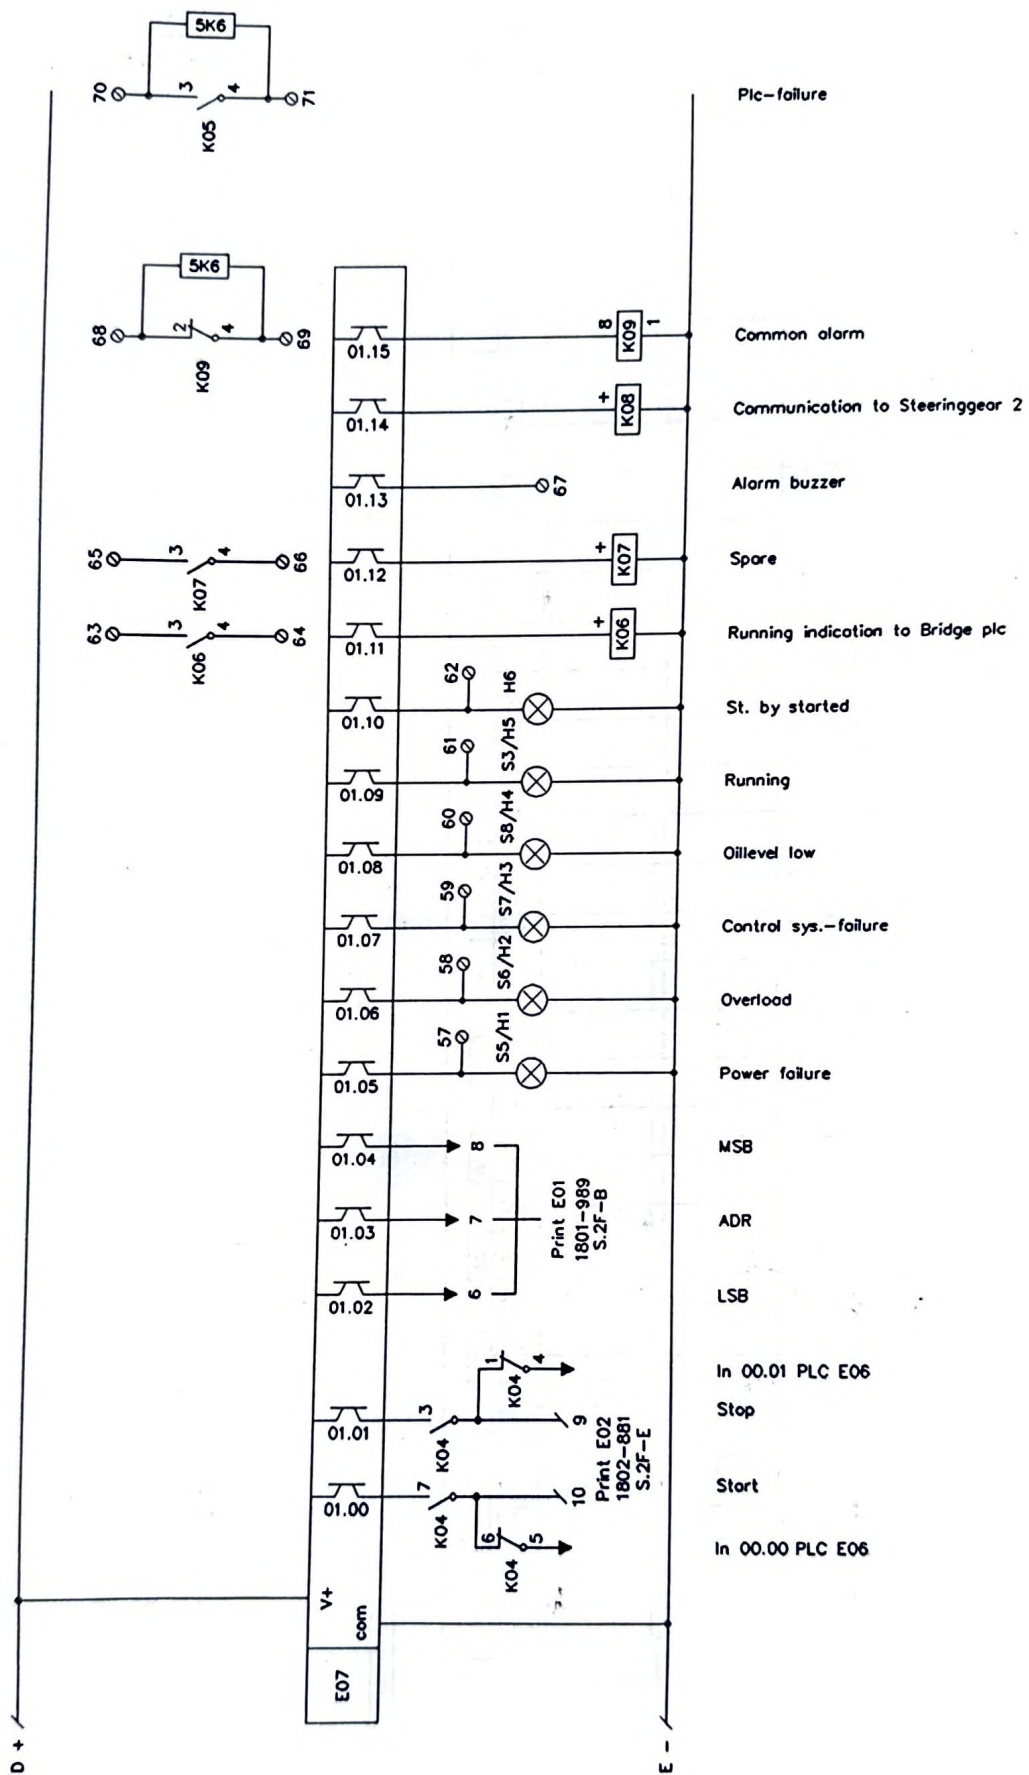 5K6
70
3
4
71
K05
Plc-failure
5K6
68
2
4
69
K09
01.15
8
K09
1
Common alarm
01.14
+
K08
Communication to Steeringgear 2
01.13
67
Alarm buzzer
65
3
4
66
K07
01.12
+
K07
Spare
63
3
4
64
K06
01.11
+
K06
Running indication to Bridge plc
01.10
62
H6
St. by started
01.09
61
S3/H5
Running
01.08
60
S8/H4
Oillevel low
01.07
59
S7/H3
Control sys.-failure
01.06
58
S6/H2
Overload
01.05
57
S5/H1
Power failure
01.04
8
MSB
01.03
7
ADR
01.02
6
LSB
Print E01
1801-989
S.2F-B
1
4
K04
In 00.01 PLC E06
01.01
3
K04
9
Stop
01.00
7
K04
10
Start
Print E02
1802-881
S.2F-E
6
5
K04
In 00.00 PLC E06
V+
com
E07
D +
E -